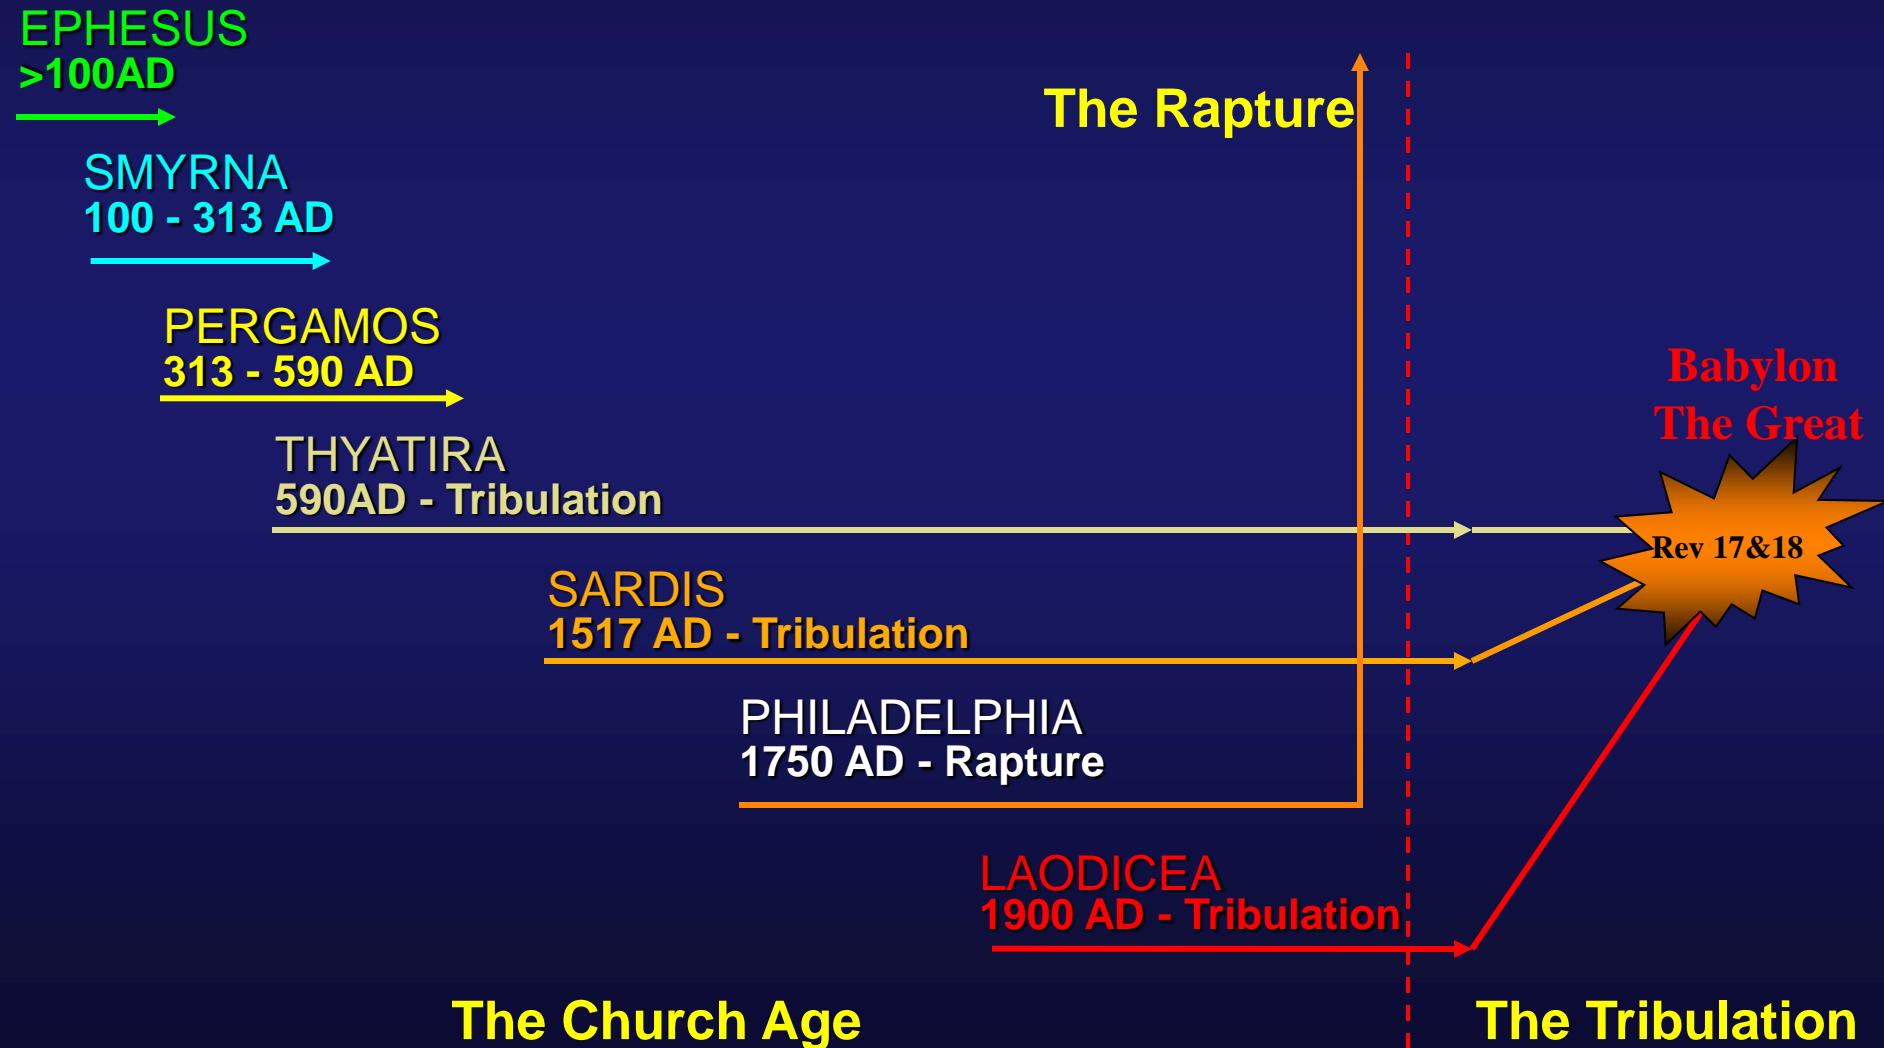 EPHESUS
>100AD
The Rapture
SMYRNA
100 - 313 AD
PERGAMOS
313 - 590 AD
Babylon
The Great
THYATIRA
590AD - Tribulation
Rev 17&18
SARDIS
1517 AD - Tribulation
PHILADELPHIA
1750 AD - Rapture
LAODICEA
1900 AD - Tribulation
The Church Age
The Tribulation